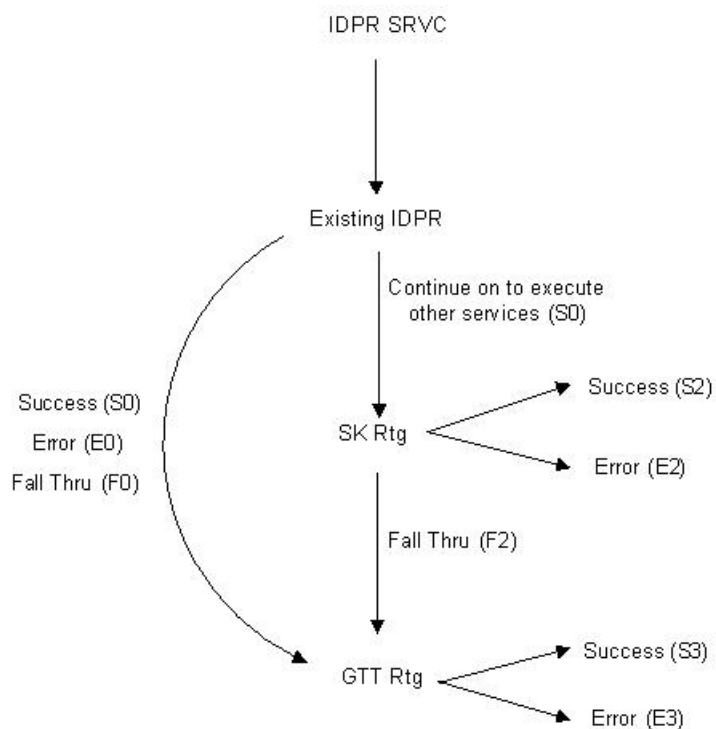 IDPR SRVC
Existing IDPR
Continue on to execute
other services (S0)
Success (S2)
Success (S0)
SK Rtg
Error (E0)
Error (E2)
Fall Thru (F0)
Fall Thru (F2)
Success (S3)
GTT Rtg
Error (E3)